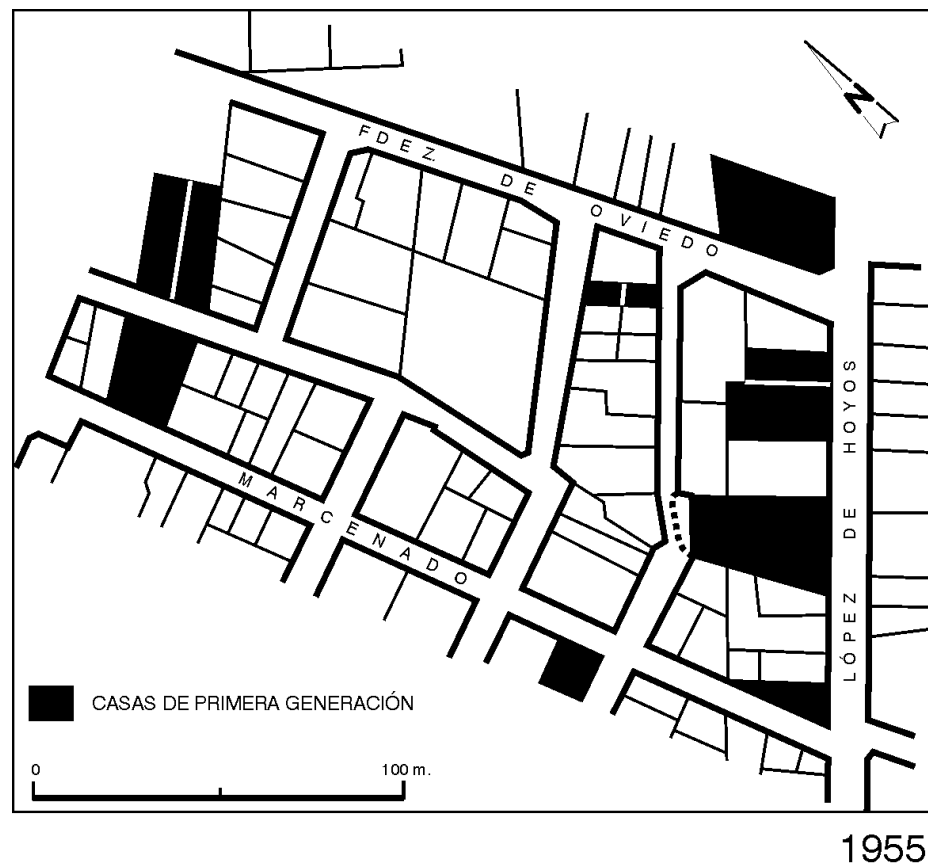 FDEZ. DE OVIEDO
N
LÓPEZ DE HOYOS
MARCENADO
CASAS DE PRIMERA GENERACIÓN
0 100 m.
1955